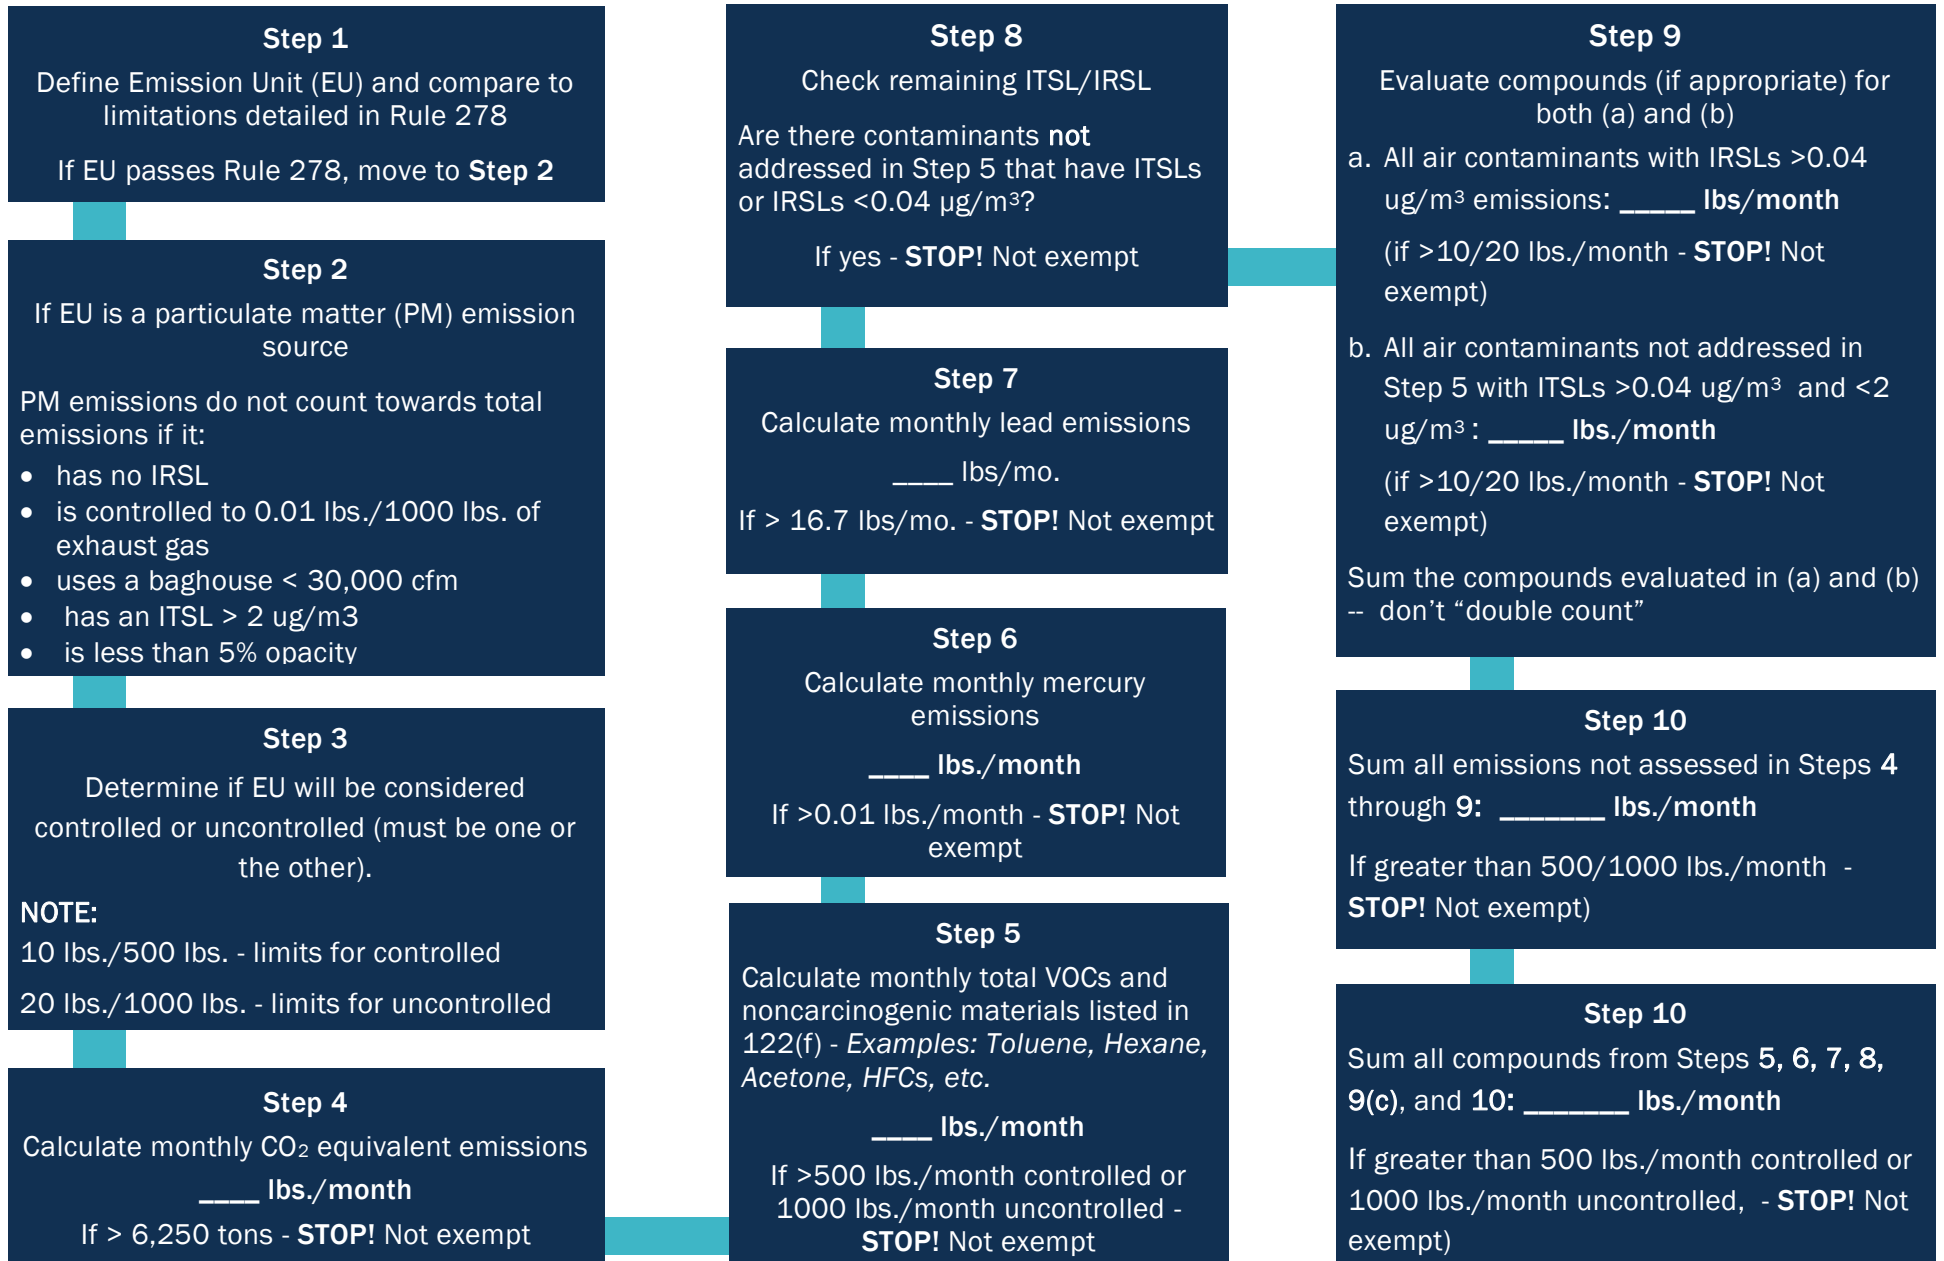 Step 1
Define Emission Unit (EU) and compare to
limitations detailed in Rule 278
If EU passes Rule 278, move to Step 2
Step 2
If EU is a particulate matter (PM) emission
source
PM emissions do not count towards total
emissions if it:
• has no IRSL
• is controlled to 0.01 lbs./1000 lbs. of
exhaust gas
• uses a baghouse < 30,000 cfm
• has an ITSL > 2 ug/m3
• is less than 5% opacity
Step 3
Determine if EU will be considered
controlled or uncontrolled (must be one or
the other).
NOTE:
10 lbs./500 lbs. - limits for controlled
20 lbs./1000 lbs. - limits for uncontrolled
Step 4
Calculate monthly CO₂ equivalent emissions
____ lbs./month
If > 6,250 tons - STOP! Not exempt
Step 5
Calculate monthly total VOCs and
noncarcinogenic materials listed in
122(f) - Examples: Toluene, Hexane,
Acetone, HFCs, etc.
____ lbs./month
If >500 lbs./month controlled or
1000 lbs./month uncontrolled -
STOP! Not exempt
Step 6
Calculate monthly mercury
emissions
____ lbs./month
If >0.01 lbs./month - STOP! Not
exempt
Step 7
Calculate monthly lead emissions
____ lbs/mo.
If > 16.7 lbs/mo. - STOP! Not exempt
Step 8
Check remaining ITSL/IRSL
Are there contaminants not
addressed in Step 5 that have ITSLs
or IRSLs <0.04 µg/m³?
If yes - STOP! Not exempt
Step 9
Evaluate compounds (if appropriate) for
both (a) and (b)
a. All air contaminants with IRSLs >0.04
ug/m³ emissions: _____ lbs/month
(if >10/20 lbs./month - STOP! Not
exempt)
b. All air contaminants not addressed in
Step 5 with ITSLs >0.04 ug/m³ and <2
ug/m³ : _____ lbs./month
(if >10/20 lbs./month - STOP! Not
exempt)
Sum the compounds evaluated in (a) and (b)
-- don't “double count”
Step 10
Sum all emissions not assessed in Steps 4
through 9: _______ lbs./month
If greater than 500/1000 lbs./month -
STOP! Not exempt)
Step 10
Sum all compounds from Steps 5, 6, 7, 8,
9(c), and 10: _______ lbs./month
If greater than 500 lbs./month controlled or
1000 lbs./month uncontrolled, - STOP! Not
exempt)